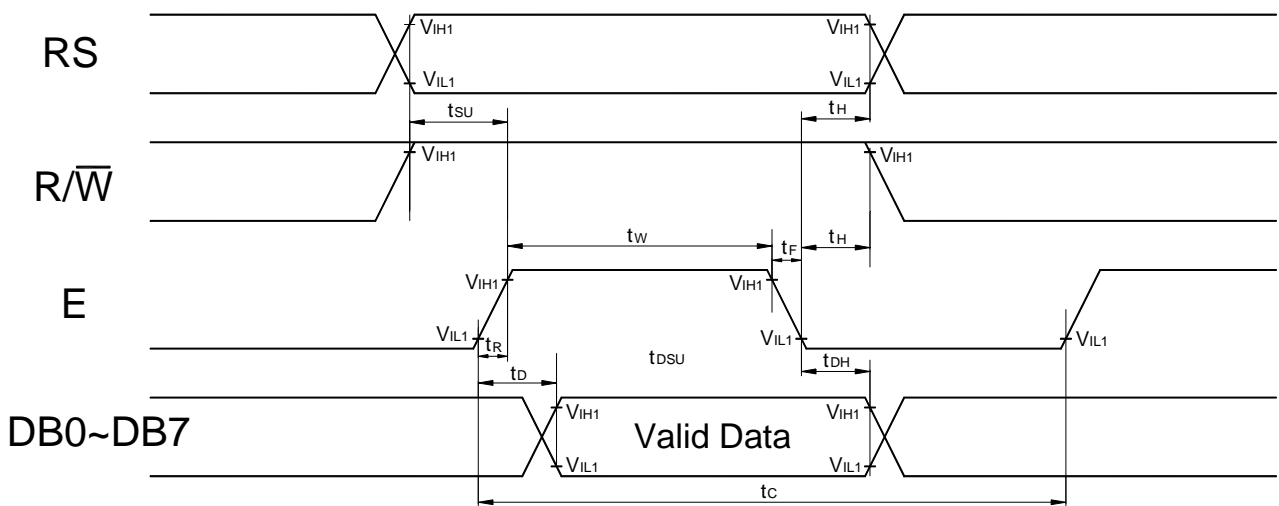 RS
VIH1
VIL1
VIH1
VIL1
tSU
tH
R/W̅
VIH1
VIH1
tW
tF
tH
E
VIH1
VIL1
VIH1
VIL1
VIL1
tR
tD
tDSU
tDH
DB0~DB7
VIH1
VIL1
Valid Data
VIH1
VIL1
tC